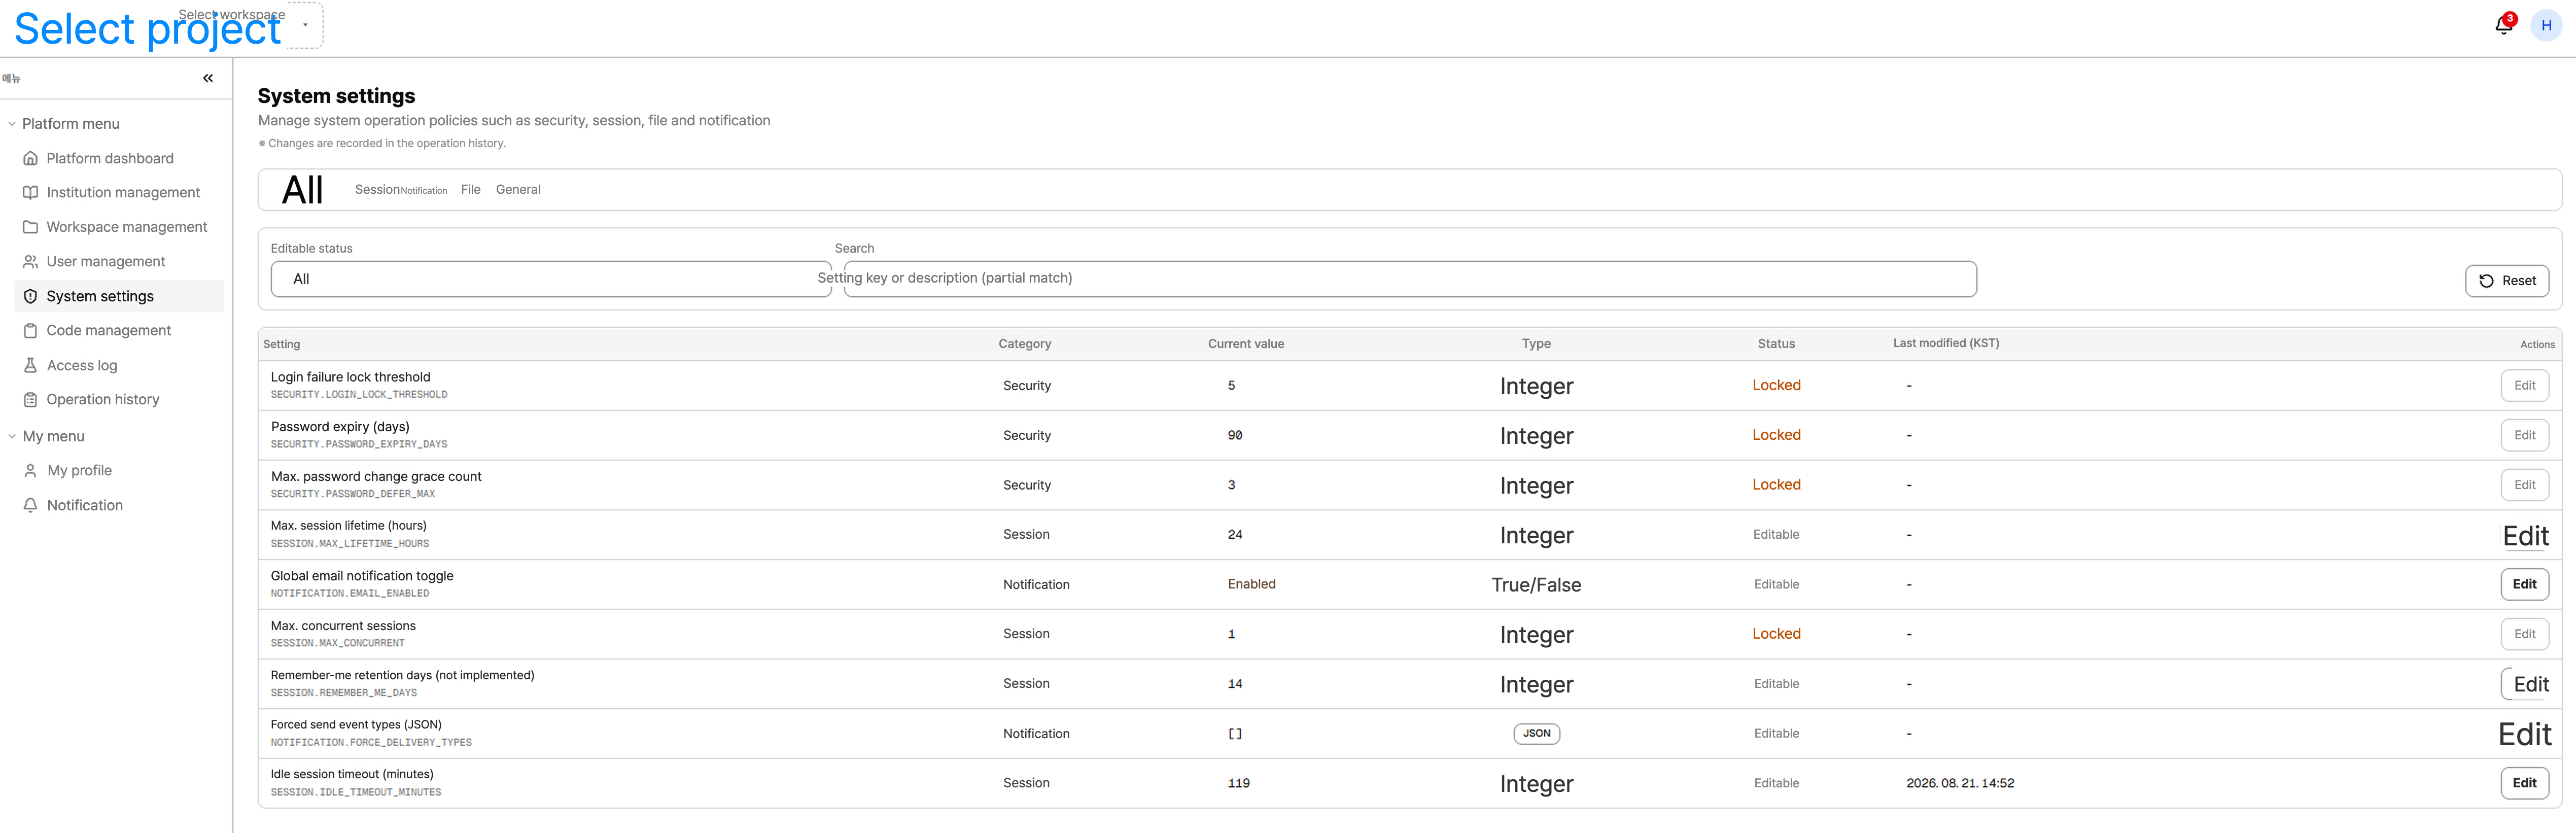 Select workspace
Select project
3
H
메뉴
Platform menu
Platform dashboard
Institution management
Workspace management
User management
System settings
Code management
Access log
Operation history
My menu
My profile
Notification
System settings
Manage system operation policies such as security, session, file and notification
※ Changes are recorded in the operation history.
All Session Notification File General
Editable status Search
All Setting key or description (partial match) Reset
Setting Category Current value Type Status Last modified (KST) Actions
Login failure lock threshold
SECURITY.LOGIN_LOCK_THRESHOLD
Security 5 Integer Locked - Edit
Password expiry (days)
SECURITY.PASSWORD_EXPIRY_DAYS
Security 90 Integer Locked - Edit
Max. password change grace count
SECURITY.PASSWORD_DEFER_MAX
Security 3 Integer Locked - Edit
Max. session lifetime (hours)
SESSION.MAX_LIFETIME_HOURS
Session 24 Integer Editable - Edit
Global email notification toggle
NOTIFICATION.EMAIL_ENABLED
Notification Enabled True/False Editable - Edit
Max. concurrent sessions
SESSION.MAX_CONCURRENT
Session 1 Integer Locked - Edit
Remember-me retention days (not implemented)
SESSION.REMEMBER_ME_DAYS
Session 14 Integer Editable - Edit
Forced send event types (JSON)
NOTIFICATION.FORCE_DELIVERY_TYPES
Notification [] JSON Editable - Edit
Idle session timeout (minutes)
SESSION.IDLE_TIMEOUT_MINUTES
Session 119 Integer Editable 2026. 08. 21. 14:52 Edit